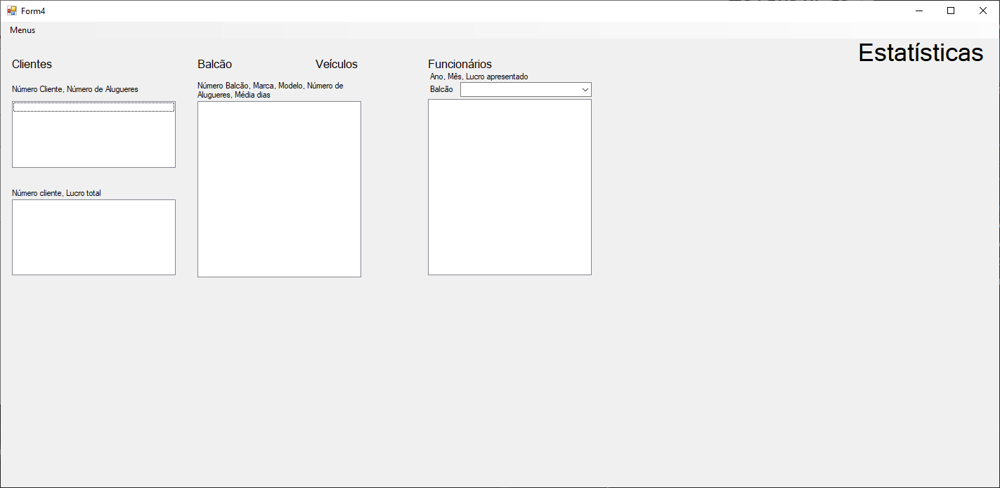 Form4
Menus
Estatísticas
Clientes
Número Cliente, Número de Alugueres
Número cliente, Lucro total
Balcão
Veículos
Número Balcão, Marca, Modelo, Número de
Alugueres, Média dias
Funcionários
Ano, Mês, Lucro apresentado
Balcão